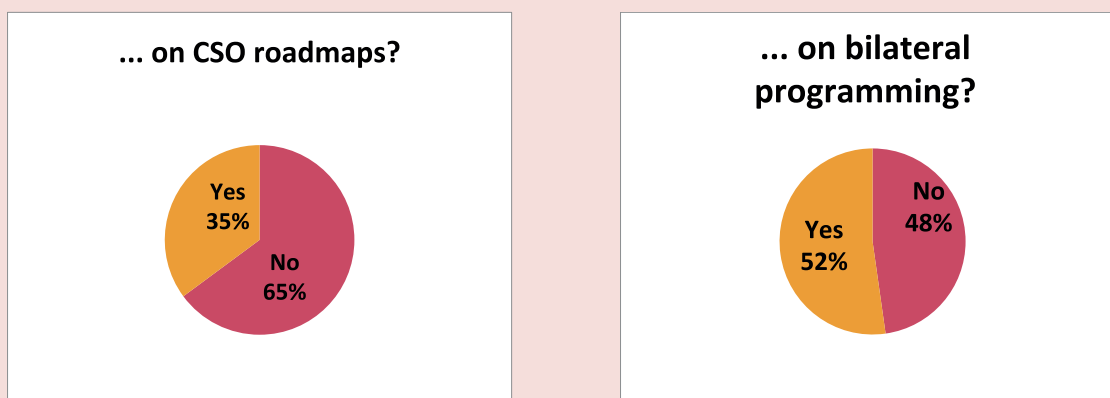 ... on CSO roadmaps?
Yes
35%
No
65%
... on bilateral
programming?
No
48%
Yes
52%